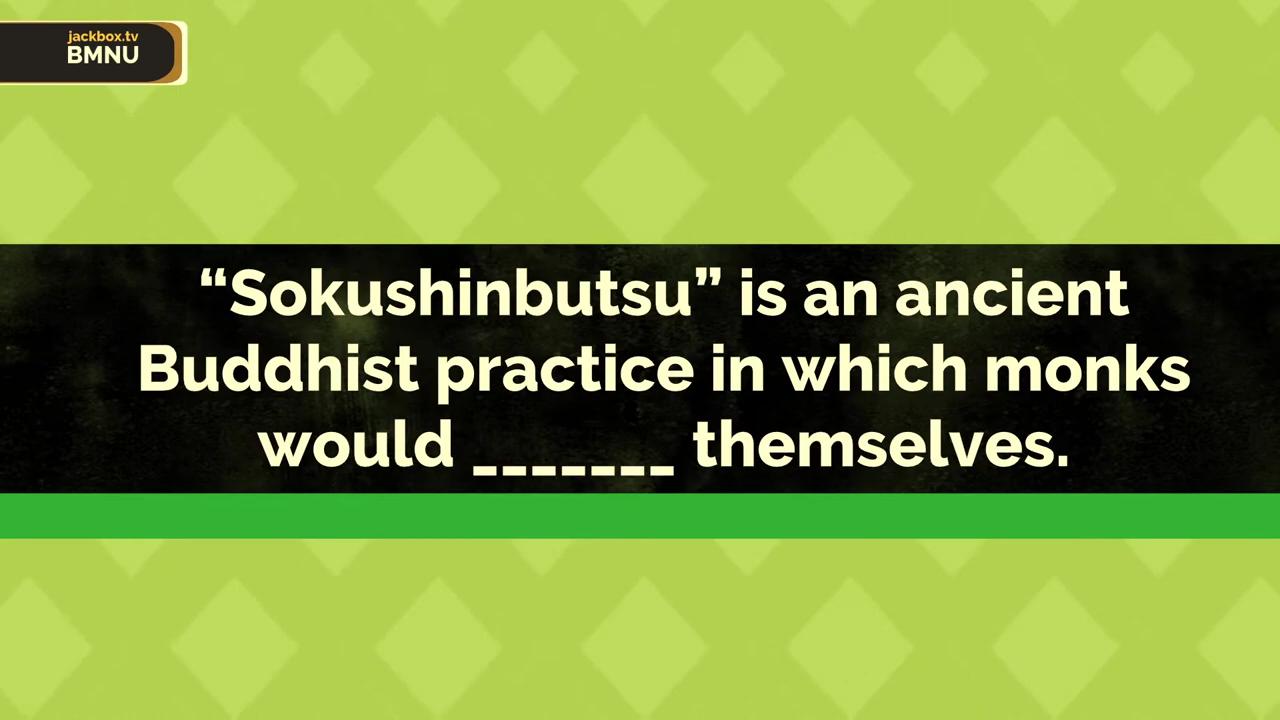 jackbox.tv
BMNU
“Sokushinbutsu” is an ancient
Buddhist practice in which monks
would _______ themselves.